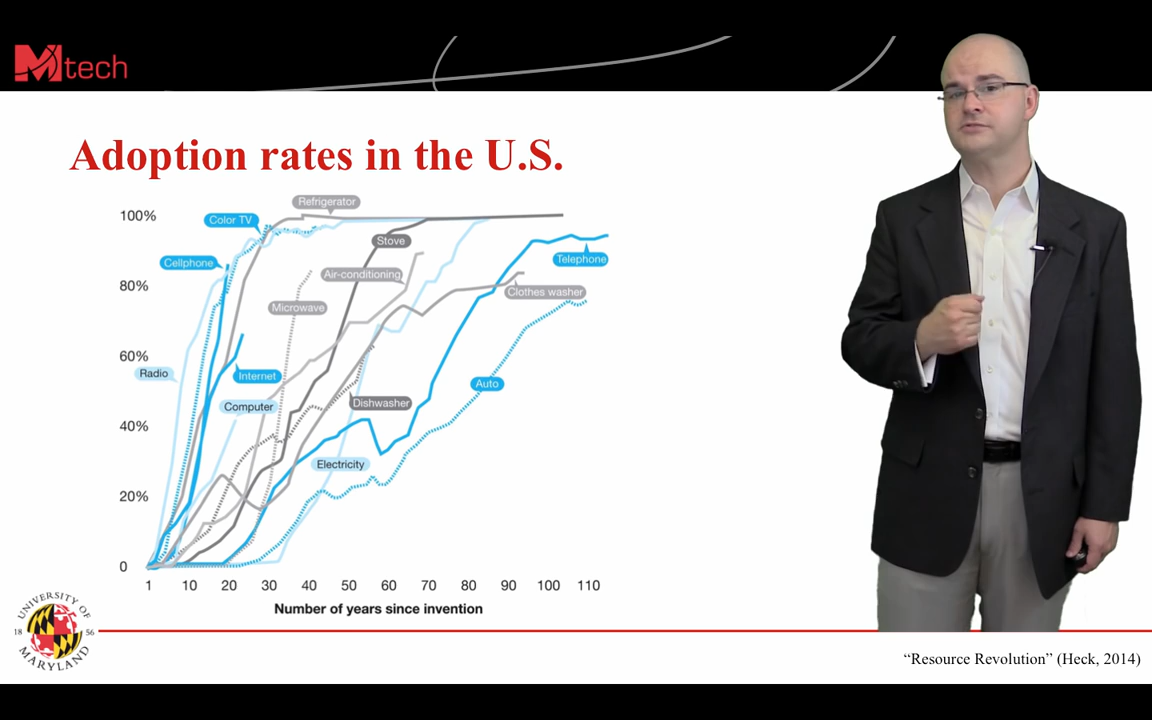 Mtech
Adoption rates in the U.S.
100%
80%
60%
40%
20%
0
Refrigerator
Color TV
Stove
Cellphone
Telephone
Air-conditioning
Clothes washer
Microwave
Radio
Internet
Auto
Computer
Dishwasher
Electricity
1 10 20 30 40 50 60 70 80 90 100 110
Number of years since invention
UNIVERSITY OF
18 56
MARYLAND
“Resource Revolution” (Heck, 2014)